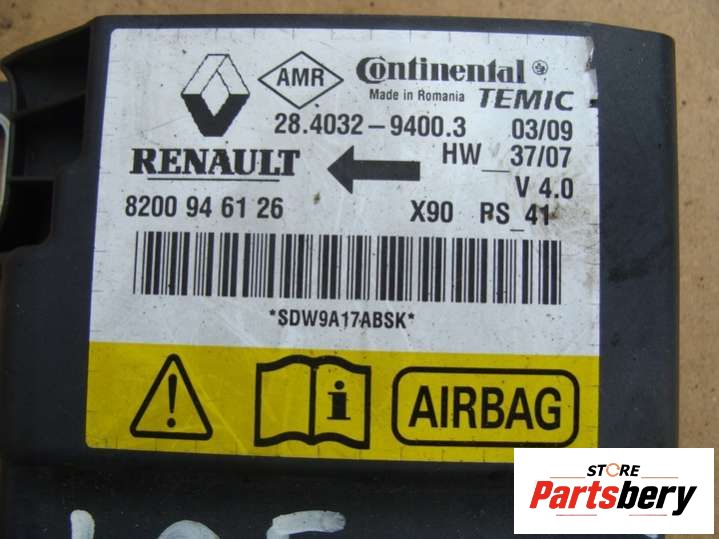 AMR
Continental
Made in Romania TEMIC
28.4032-9400.3 03/09
RENAULT
HW_37/07
V 4.0
8200 94 61 26 X90 PS_41
*SDW9A17ABSK*
AIRBAG
STORE
Partsbery